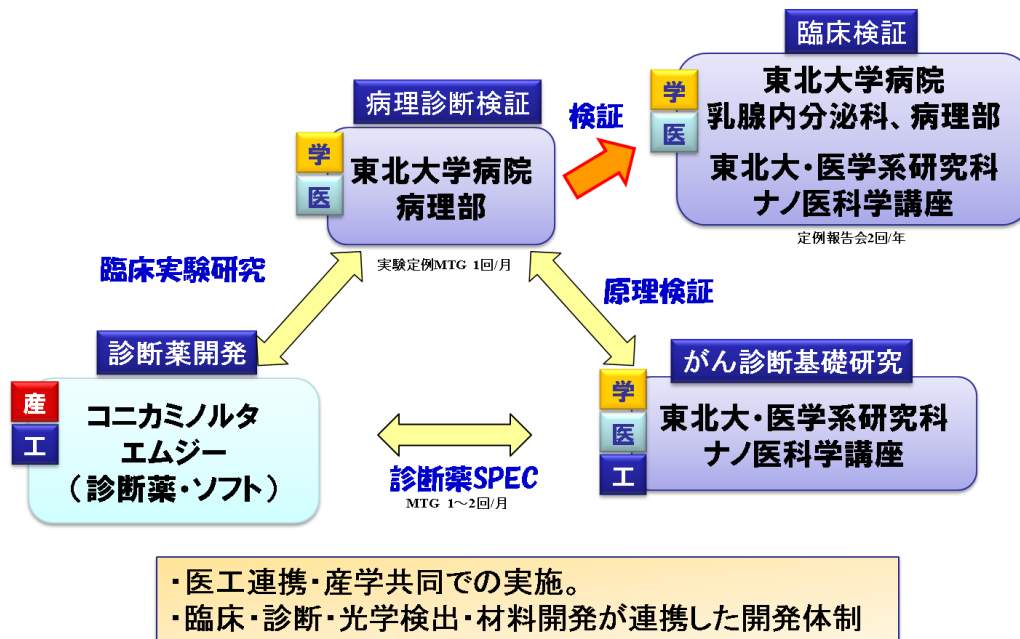 臨床検証
学
医
東北大学病院
乳腺内分泌科、病理部
東北大・医学系研究科
ナノ医科学講座
定例報告会2回/年
検証
病理診断検証
学
医
東北大学病院
病理部
実験定例MTG 1回/月
臨床実験研究
原理検証
診断薬開発
産
工
コニカミノルタ
エムジー
（診断薬・ソフト）
診断薬SPEC
MTG 1～2回/月
がん診断基礎研究
学
医
工
東北大・医学系研究科
ナノ医科学講座
・医工連携・産学共同での実施。
・臨床・診断・光学検出・材料開発が連携した開発体制